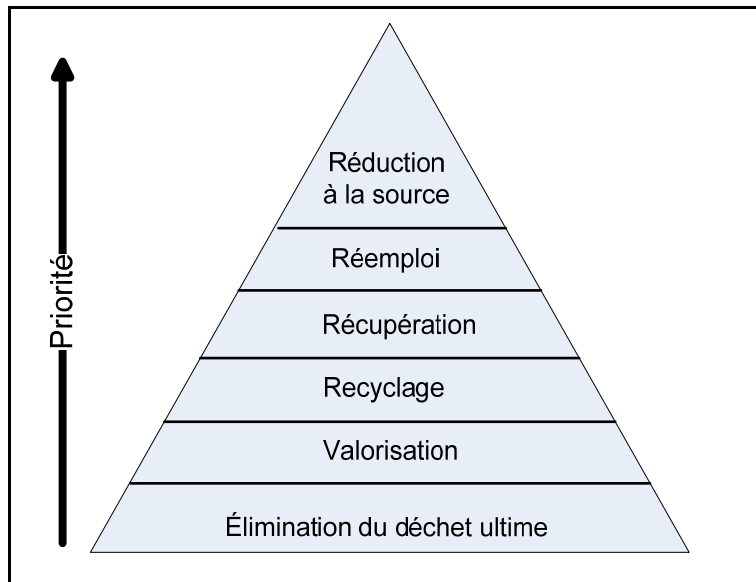 Priorité
Réduction
à la source
Réemploi
Récupération
Recyclage
Valorisation
Élimination du déchet ultime